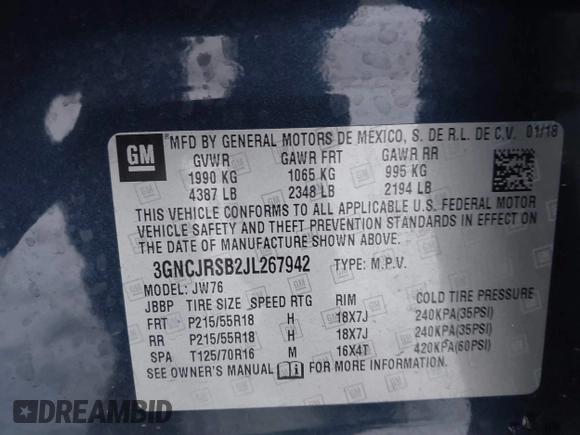 GM
MFD BY GENERAL MOTORS DE MEXICO, S. DE R.L. DE C.V. 01/18
GVWR GAWR FRT GAWR RR
1990 KG 1065 KG 995 KG
4387 LB 2348 LB 2194 LB
THIS VEHICLE CONFORMS TO ALL APPLICABLE U.S. FEDERAL MOTOR
VEHICLE SAFETY AND THEFT PREVENTION STANDARDS IN EFFECT ON
THE DATE OF MANUFACTURE SHOWN ABOVE.
3GNCJRSB2JL267942 TYPE: M.P.V.
MODEL: JW76
JBBP TIRE SIZE SPEED RTG RIM COLD TIRE PRESSURE
FRT P215/55R18 H 18X7J 240KPA(35PSI)
RR P215/55R18 H 18X7J 240KPA(35PSI)
SPA T125/70R16 M 16X4T 420KPA(60PSI)
SEE OWNER'S MANUAL FOR MORE INFORMATION.
DREAMBID